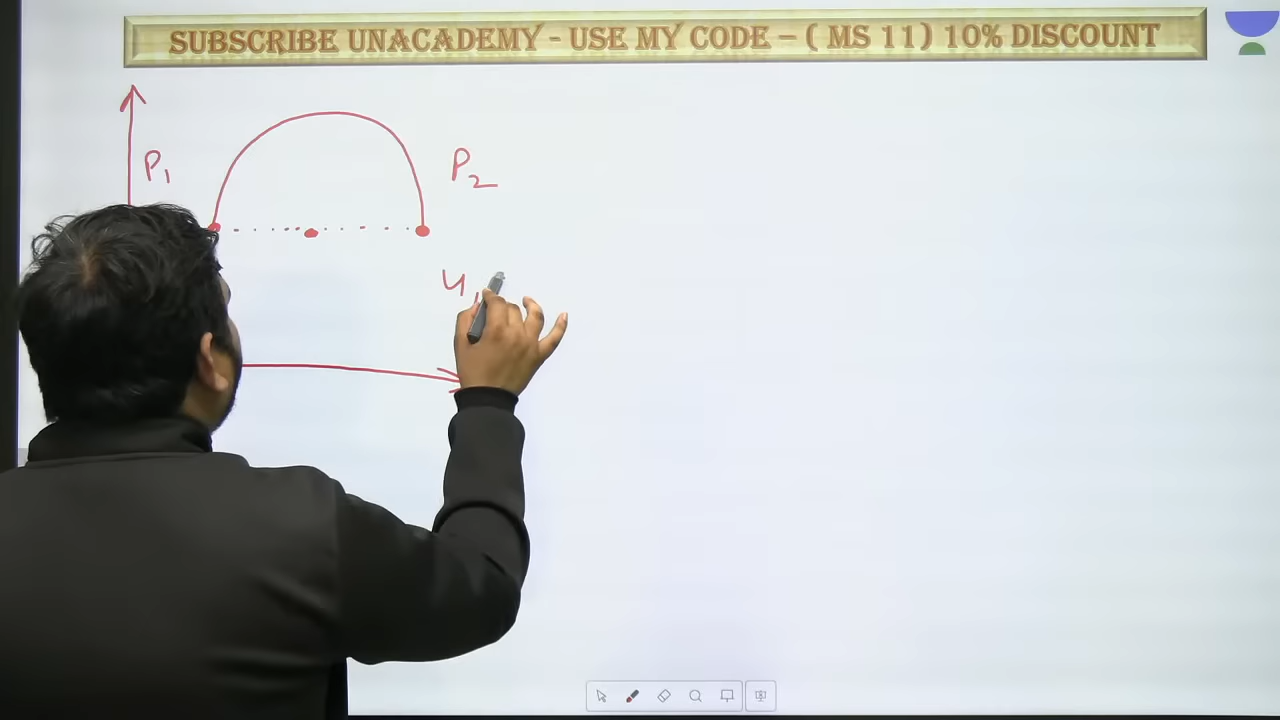 SUBSCRIBE UNACADEMY - USE MY CODE – ( MS 11) 10% DISCOUNT
P₁
P₂